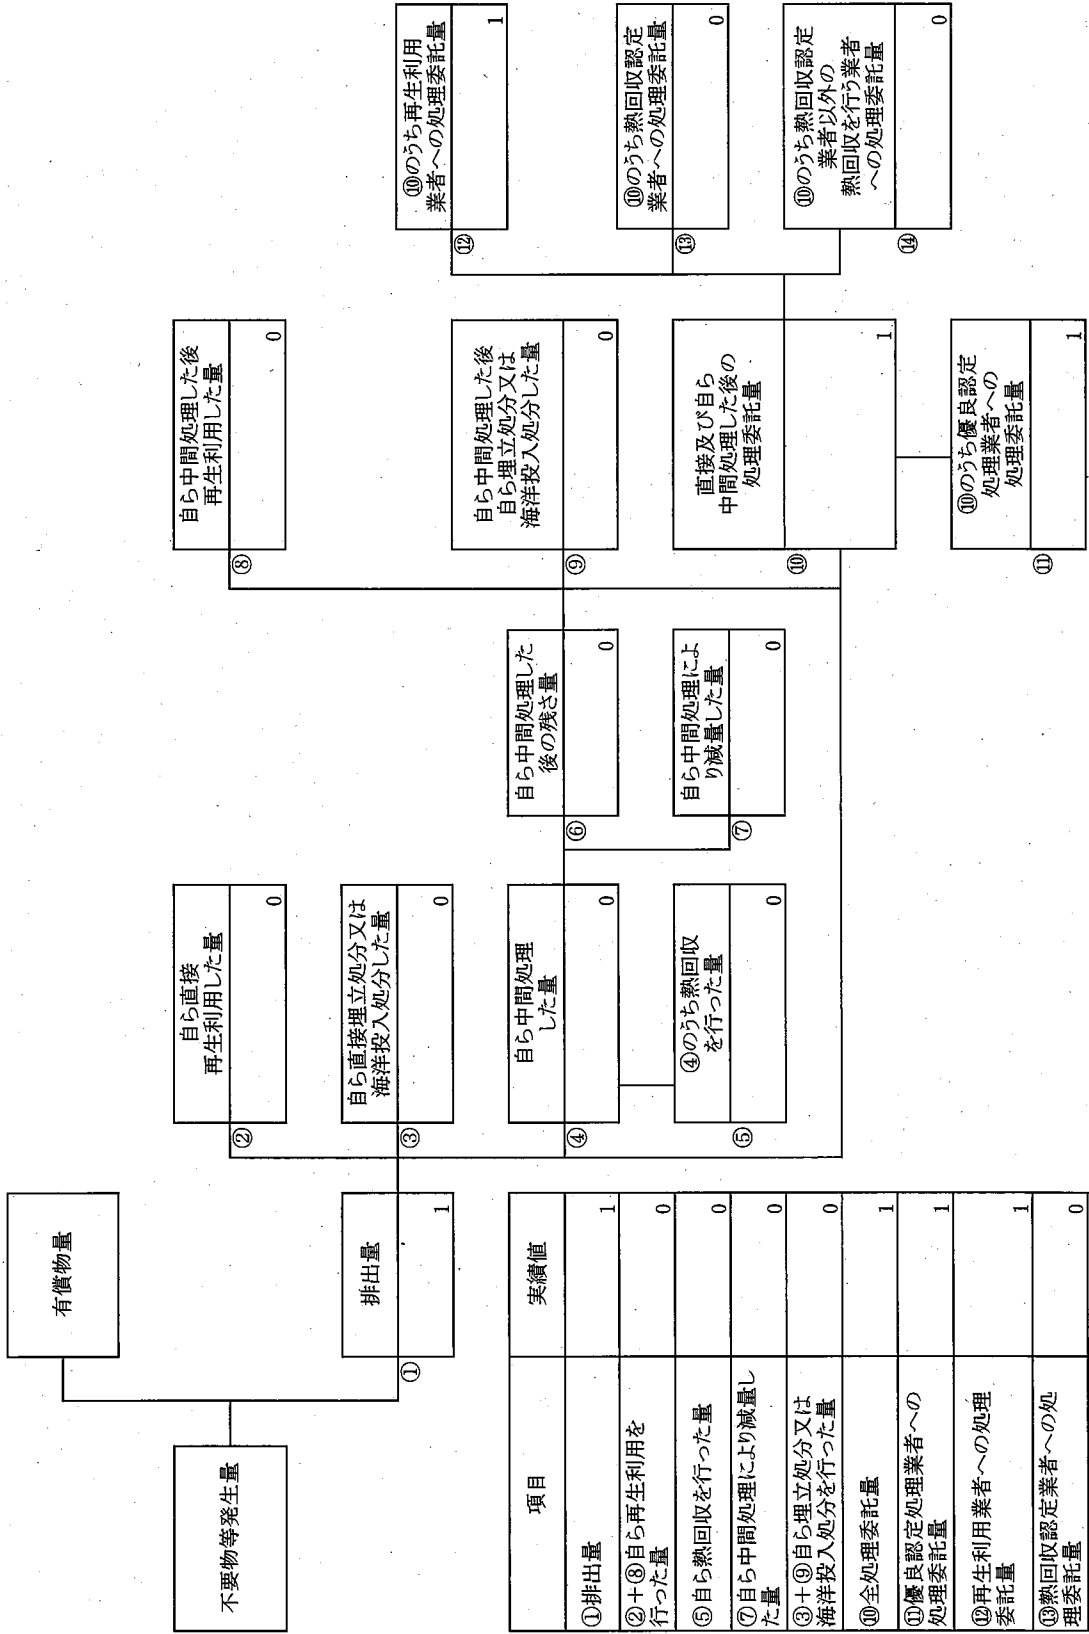 不要物等発生量
有償物量
排出量
①
1
自ら直接
再生利用した量
②
0
自ら直接埋立処分又は
海洋投入処分した量
③
0
自ら中間処理
した量
④
0
④のうち熱回収
を行った量
⑤
0
自ら中間処理した
後の残さ量
⑥
0
自ら中間処理によ
り減量した量
⑦
0
自ら中間処理した後
再生利用した量
⑧
0
自ら中間処理した後
自ら埋立処分又は
海洋投入処分した量
⑨
0
直接及び自ら
中間処理した後の
処理委託量
⑩
1
⑩のうち優良認定
処理業者への
処理委託量
⑪
1
⑩のうち再生利用
業者への処理委託量
⑫
1
⑩のうち熱回収認定
業者への処理委託量
⑬
0
⑩のうち熱回収認定
業者以外の
熱回収を行う業者
への処理委託量
⑭
0
項目 実績値
①排出量 1
②+⑧自ら再生利用を
行った量 0
⑤自ら熱回収を行った量 0
⑦自ら中間処理により減量し
た量 0
③+⑨自ら埋立処分又は
海洋投入処分を行った量 0
⑩全処理委託量 1
⑪優良認定処理業者への
処理委託量 1
⑫再生利用業者への処理
委託量 1
⑬熱回収認定業者への処
理委託量 0